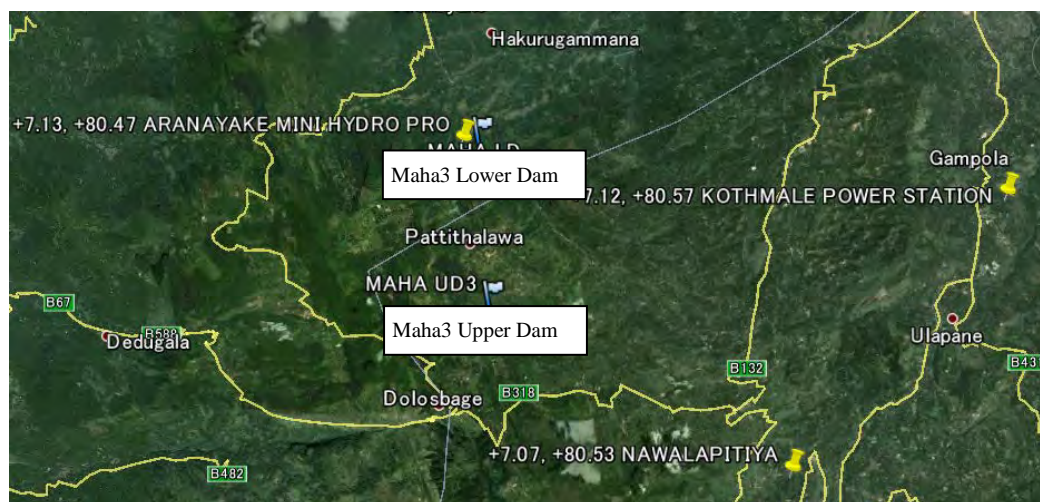 Hakurugammana
+7.13, +80.47 ARANAYAKE MINI HYDRO PRO
Maha3 Lower Dam
Gampola
7.12, +80.57 KOTHMALE POWER STATION
Pattithalawa
MAHA UD3
B67
B588
Dedugala
Maha3 Upper Dam
Ulapane
B132
B431
B318
Dolosbage
+7.07, +80.53 NAWALAPITIYA
B482